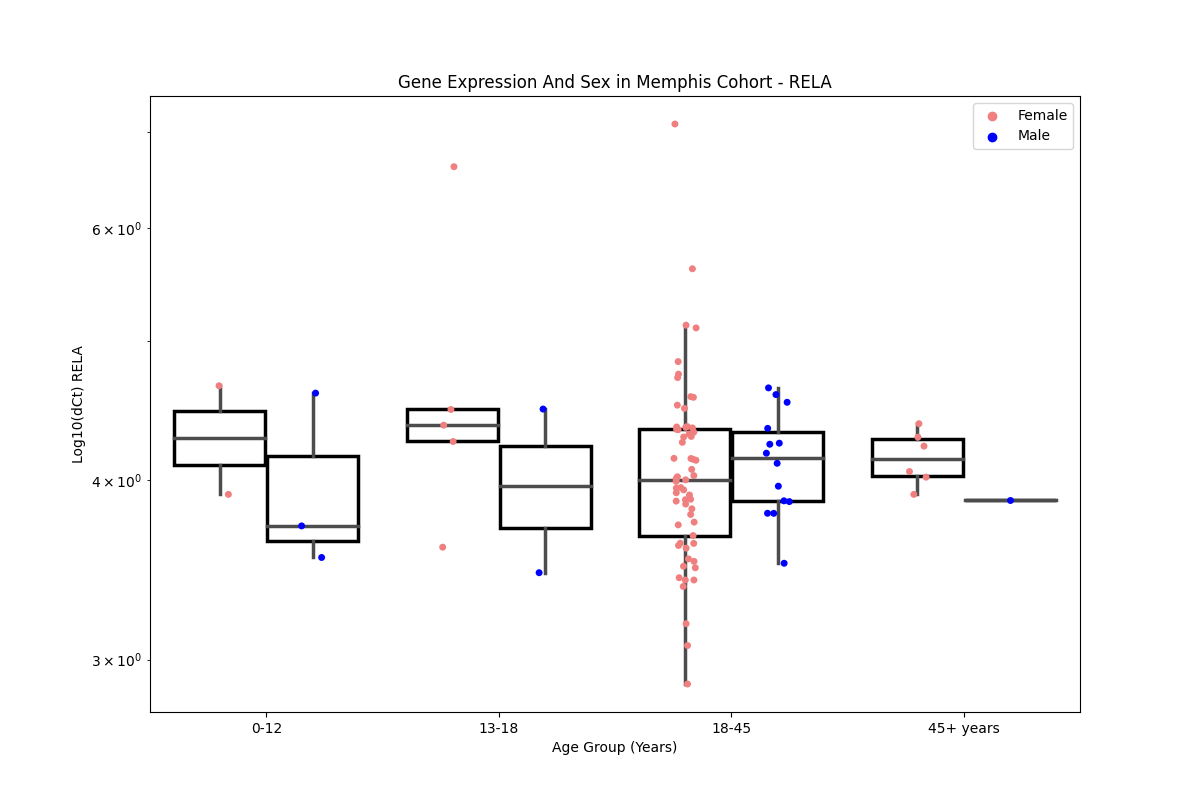 Gene Expression And Sex in Memphis Cohort - RELA
Female
Male
6 × 10⁰
4 × 10⁰
3 × 10⁰
Log10(dCt) RELA
0-12
13-18
18-45
45+ years
Age Group (Years)